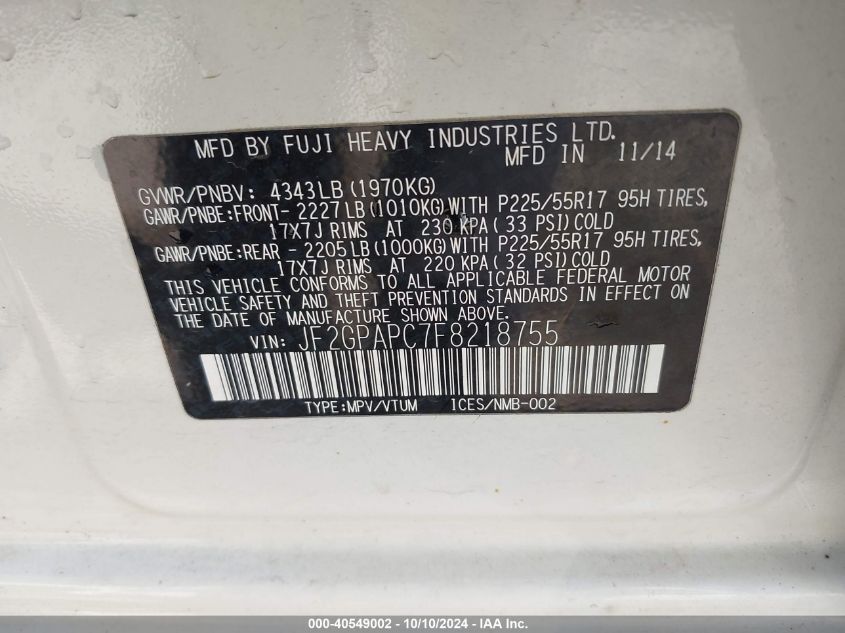 MFD BY FUJI HEAVY INDUSTRIES LTD.
MFD IN 11/14
GVWR/PNBV: 4343LB (1970KG)
GAWR/PNBE:FRONT- 2227LB (1010KG) WITH P225/55R17 95H TIRES,
17X7J RIMS AT 230 KPA ( 33 PSI) COLD
GAWR/PNBE:REAR - 2205LB (1000KG) WITH P225/55R17 95H TIRES,
17X7J RIMS AT 220 KPA ( 32 PSI) COLD
THIS VEHICLE CONFORMS TO ALL APPLICABLE FEDERAL MOTOR
VEHICLE SAFETY AND THEFT PREVENTION STANDARDS IN EFFECT ON
THE DATE OF MANUFACTURE SHOWN ABOVE.
VIN: JF2GPAPC7F8218755
TYPE:MPV/VTUM ICES/NMB-002
000-40549002 - 10/10/2024 - IAA Inc.